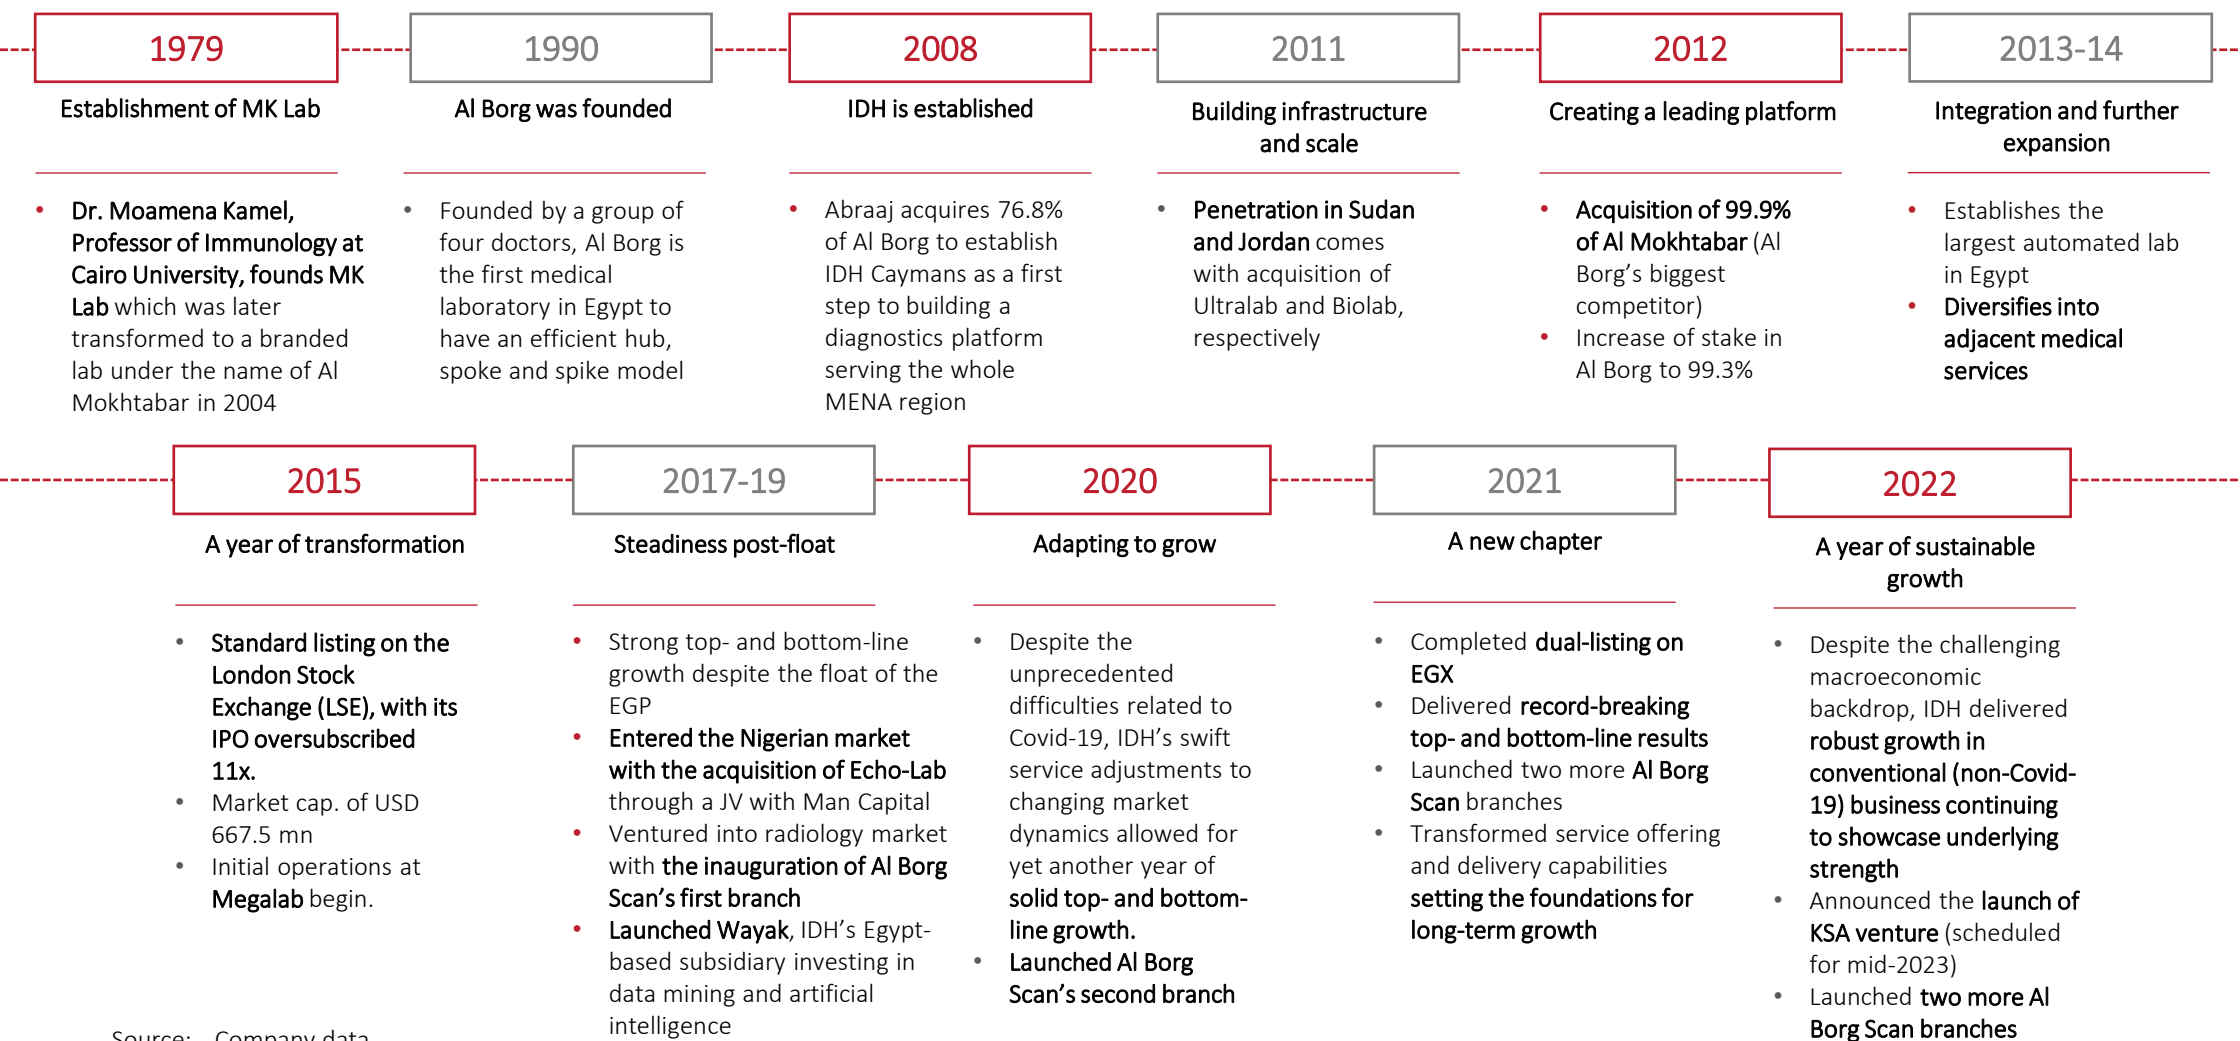 1979
Establishment of MK Lab
• Dr. Moamena Kamel,
Professor of Immunology at
Cairo University, founds MK
Lab which was later
transformed to a branded
lab under the name of Al
Mokhtabar in 2004
1990
Al Borg was founded
• Founded by a group of
four doctors, Al Borg is
the first medical
laboratory in Egypt to
have an efficient hub,
spoke and spike model
2008
IDH is established
• Abraaj acquires 76.8%
of Al Borg to establish
IDH Caymans as a first
step to building a
diagnostics platform
serving the whole
MENA region
2011
Building infrastructure
and scale
• Penetration in Sudan
and Jordan comes
with acquisition of
Ultralab and Biolab,
respectively
2012
Creating a leading platform
• Acquisition of 99.9%
of Al Mokhtabar (Al
Borg’s biggest
competitor)
• Increase of stake in
Al Borg to 99.3%
2013-14
Integration and further
expansion
• Establishes the
largest automated lab
in Egypt
• Diversifies into
adjacent medical
services
2015
A year of transformation
• Standard listing on the
London Stock
Exchange (LSE), with its
IPO oversubscribed
11x.
• Market cap. of USD
667.5 mn
• Initial operations at
Megalab begin.
2017-19
Steadiness post-float
• Strong top- and bottom-line
growth despite the float of the
EGP
• Entered the Nigerian market
with the acquisition of Echo-Lab
through a JV with Man Capital
• Ventured into radiology market
with the inauguration of Al Borg
Scan’s first branch
• Launched Wayak, IDH’s Egypt-
based subsidiary investing in
data mining and artificial
intelligence
2020
Adapting to grow
• Despite the
unprecedented
difficulties related to
Covid-19, IDH’s swift
service adjustments to
changing market
dynamics allowed for
yet another year of
solid top- and bottom-
line growth.
• Launched Al Borg
Scan’s second branch
2021
A new chapter
• Completed dual-listing on
EGX
• Delivered record-breaking
top- and bottom-line results
• Launched two more Al Borg
Scan branches
• Transformed service offering
and delivery capabilities
setting the foundations for
long-term growth
2022
A year of sustainable
growth
• Despite the challenging
macroeconomic
backdrop, IDH delivered
robust growth in
conventional (non-Covid-
19) business continuing
to showcase underlying
strength
• Announced the launch of
KSA venture (scheduled
for mid-2023)
• Launched two more Al
Borg Scan branches
Source: Company data